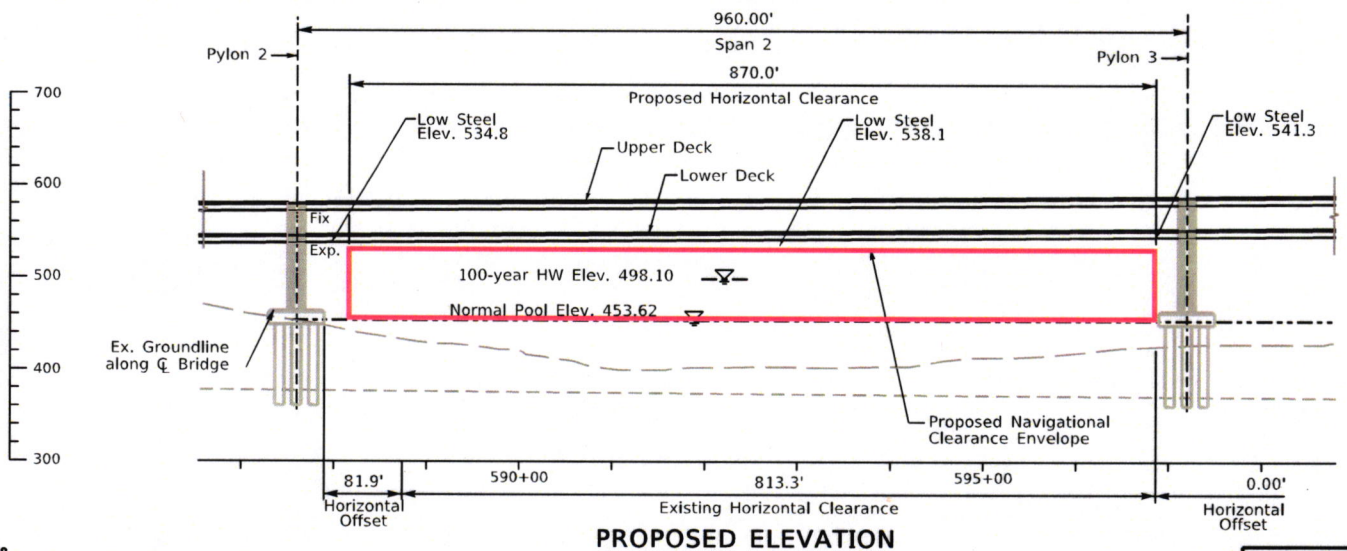 960.00'
Span 2
Pylon 2
Pylon 3
870.0'
Proposed Horizontal Clearance
700
Low Steel
Elev. 534.8
Low Steel
Elev. 538.1
Low Steel
Elev. 541.3
Upper Deck
Lower Deck
600
Fix
Exp.
500
100-year HW Elev. 498.10
Normal Pool Elev. 453.62
Ex. Groundline
along ℄ Bridge
400
Proposed Navigational
Clearance Envelope
300
81.9'
590+00
813.3'
595+00
0.00'
Horizontal
Offset
Existing Horizontal Clearance
Horizontal
Offset
PROPOSED ELEVATION